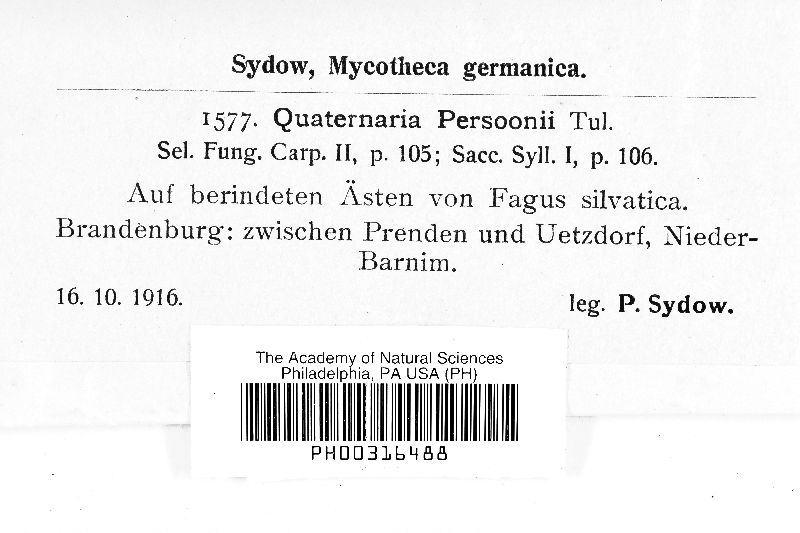 Sydow, Mycotheca germanica.
1577. Quaternaria Persoonii Tul.
Sel. Fung. Carp. II, p. 105; Sacc. Syll. I, p. 106.
Auf berindeten Ästen von Fagus silvatica.
Brandenburg: zwischen Prenden und Uetzdorf, Nieder-
Barnim.
16. 10. 1916.
leg. P. Sydow.
The Academy of Natural Sciences
Philadelphia, PA USA (PH)
PH00316488